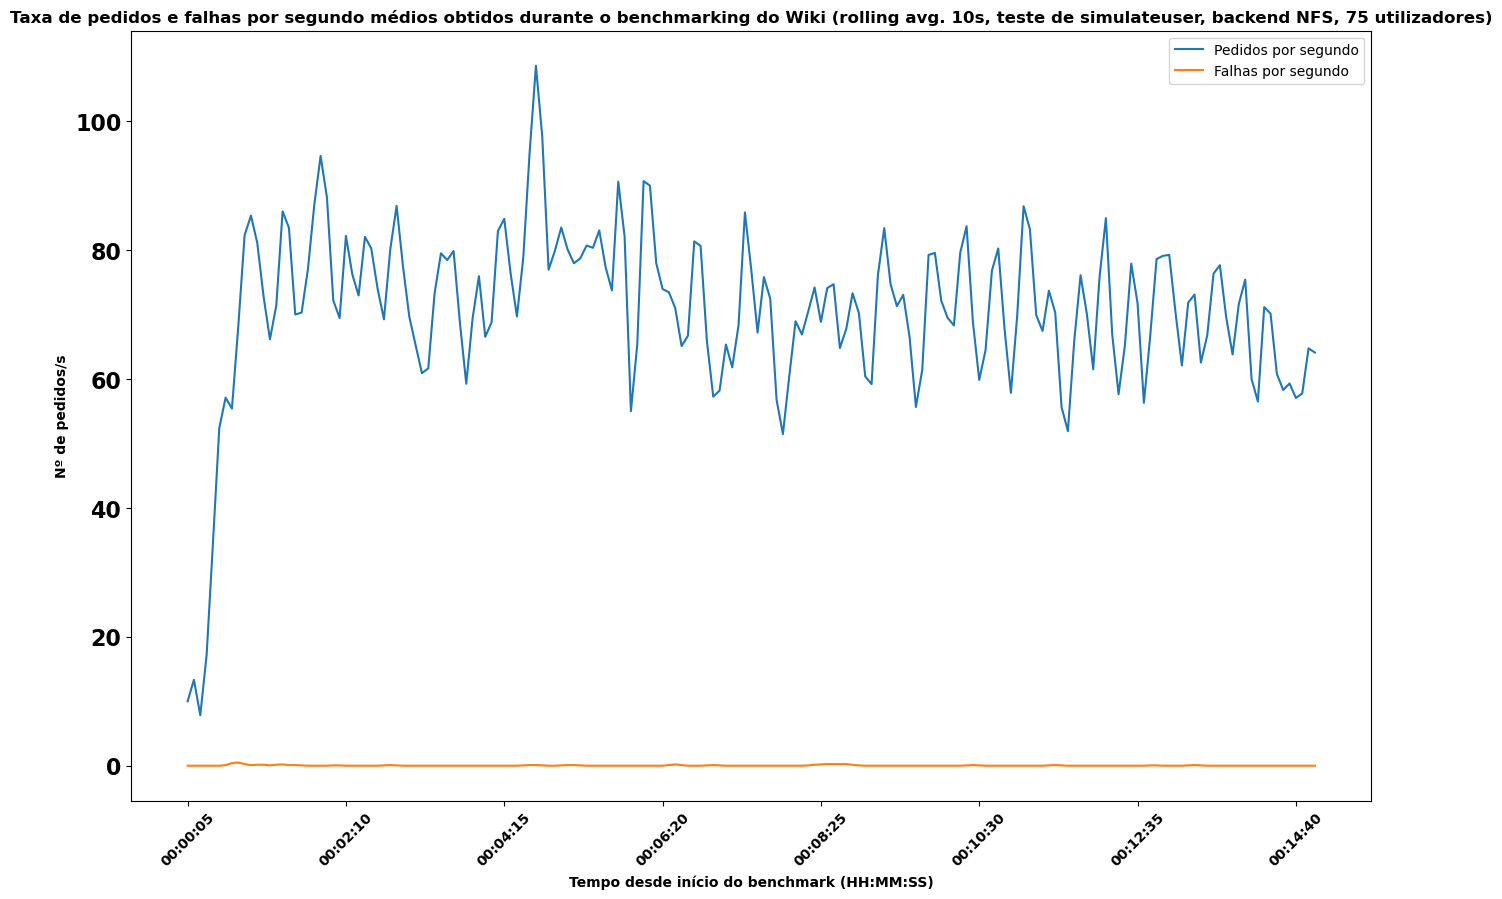 Taxa de pedidos e falhas por segundo médios obtidos durante o benchmarking do Wiki (rolling avg. 10s, teste de simulateuser, backend NFS, 75 utilizadores)
Pedidos por segundo
Falhas por segundo
100
80
60
40
20
0
Nº de pedidos/s
00:00:05
00:02:10
00:04:15
00:06:20
00:08:25
00:10:30
00:12:35
00:14:40
Tempo desde início do benchmark (HH:MM:SS)